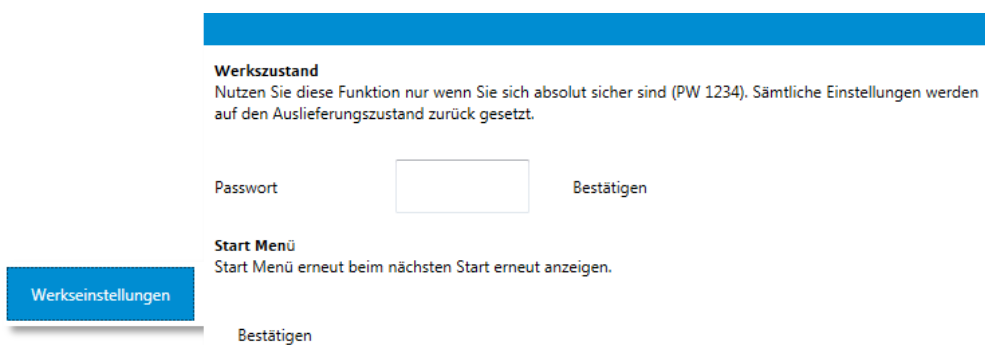 Werkszustand
Nutzen Sie diese Funktion nur wenn Sie sich absolut sicher sind (PW 1234). Sämtliche Einstellungen werden
auf den Auslieferungszustand zurück gesetzt.
Passwort Bestätigen
Start Menü
Start Menü erneut beim nächsten Start erneut anzeigen.
Werkseinstellungen
Bestätigen